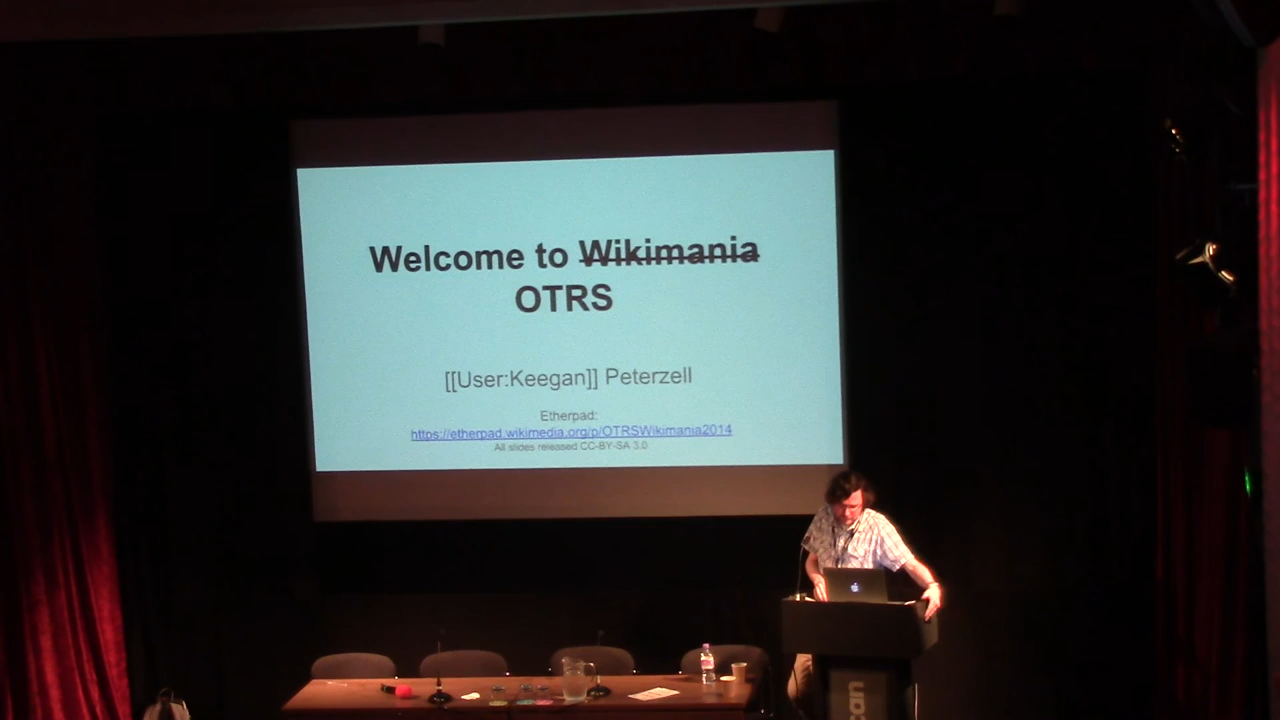 Welcome to Wikimania
OTRS
[[User:Keegan]] Peterzell
Etherpad:
https://etherpad.wikimedia.org/p/OTRSWikimania2014
All slides released CC-BY-SA 3.0
can